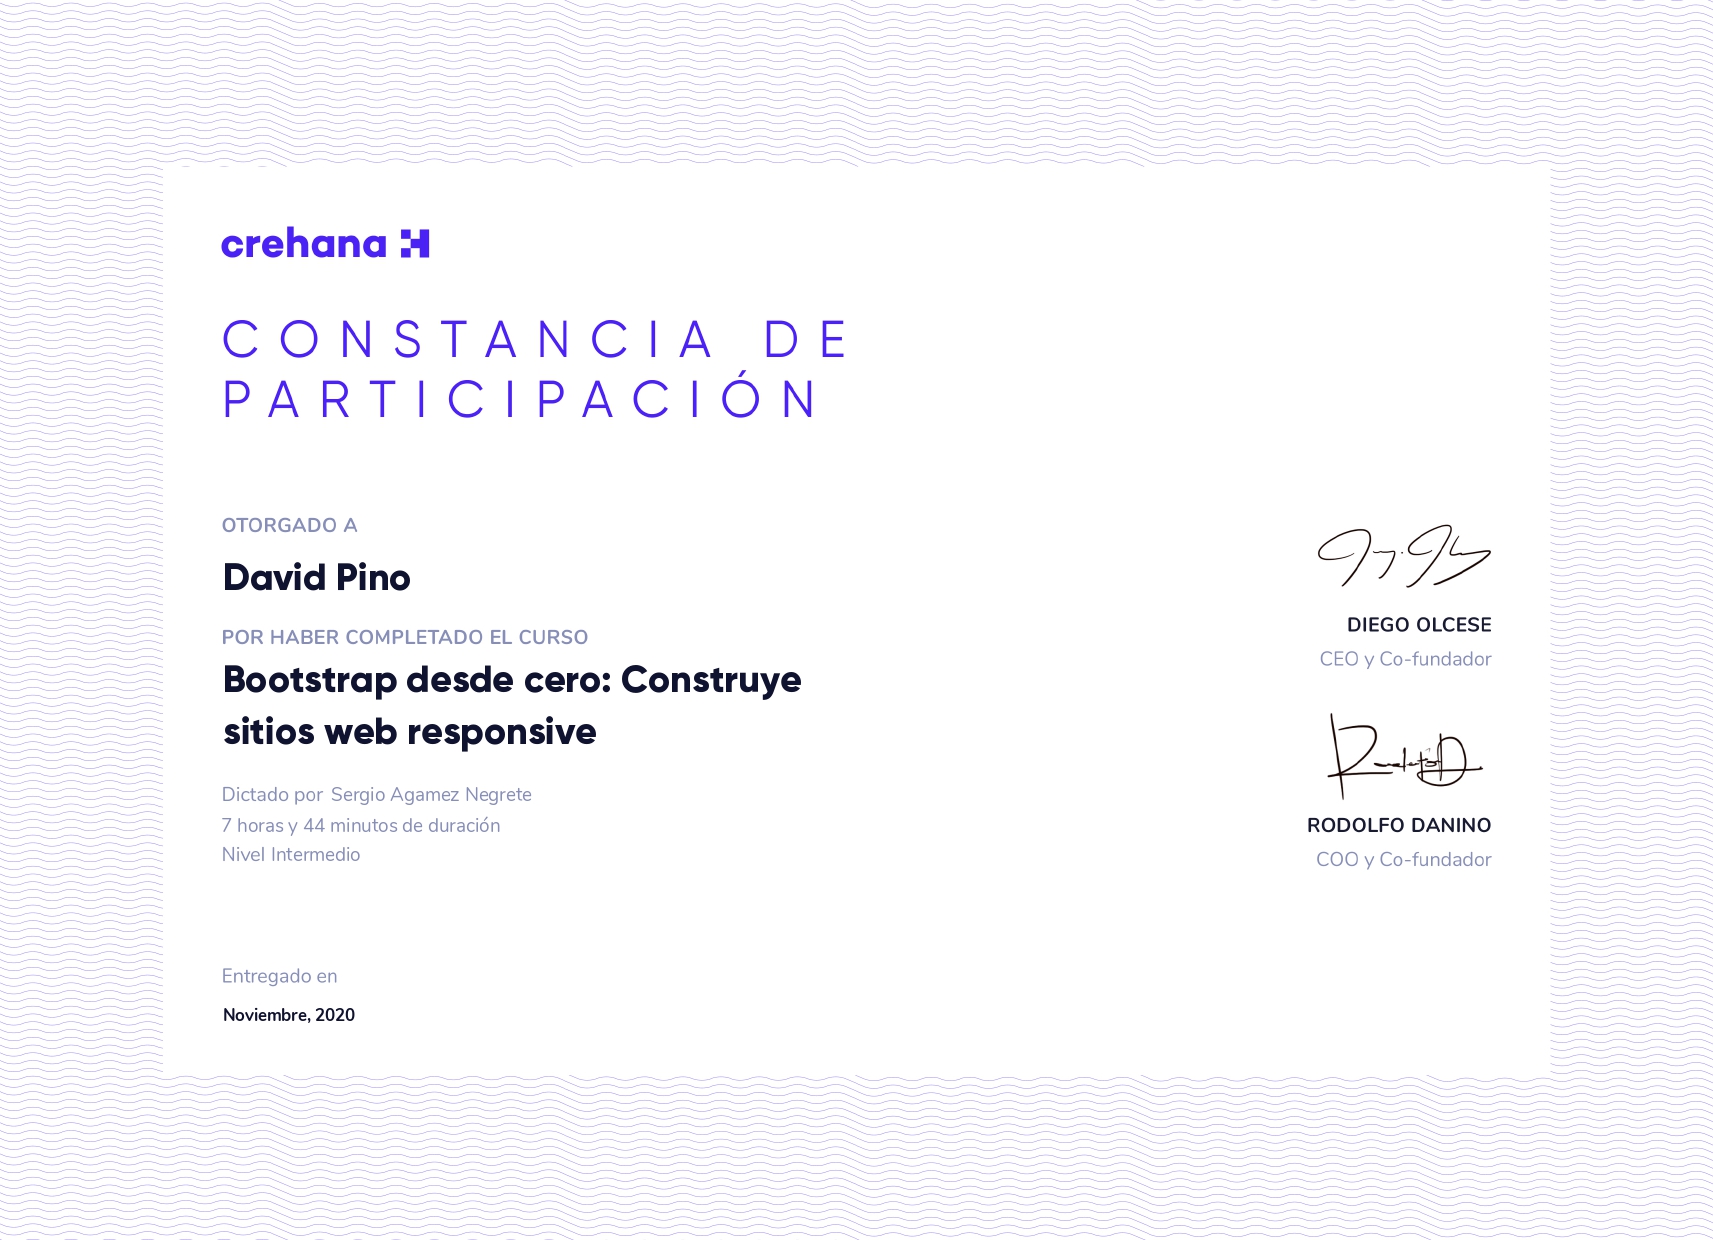 crehana
CONSTANCIA DE
PARTICIPACIÓN
OTORGADO A
David Pino
POR HABER COMPLETADO EL CURSO
Bootstrap desde cero: Construye
sitios web responsive
Dictado por Sergio Agamez Negrete
7 horas y 44 minutos de duración
Nivel Intermedio
Entregado en
Noviembre, 2020
DIEGO OLCESE
CEO y Co-fundador
RODOLFO DANINO
COO y Co-fundador